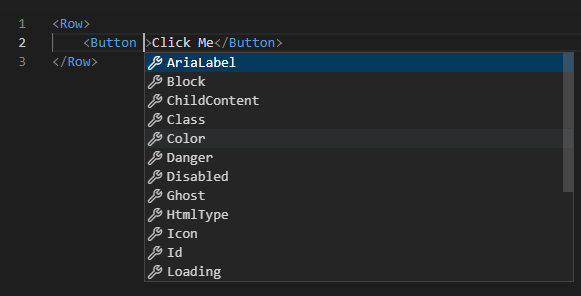 1 <Row>
2 <Button >Click Me</Button>
3 </Row>
AriaLabel
Block
ChildContent
Class
Color
Danger
Disabled
Ghost
HtmlType
Icon
Id
Loading